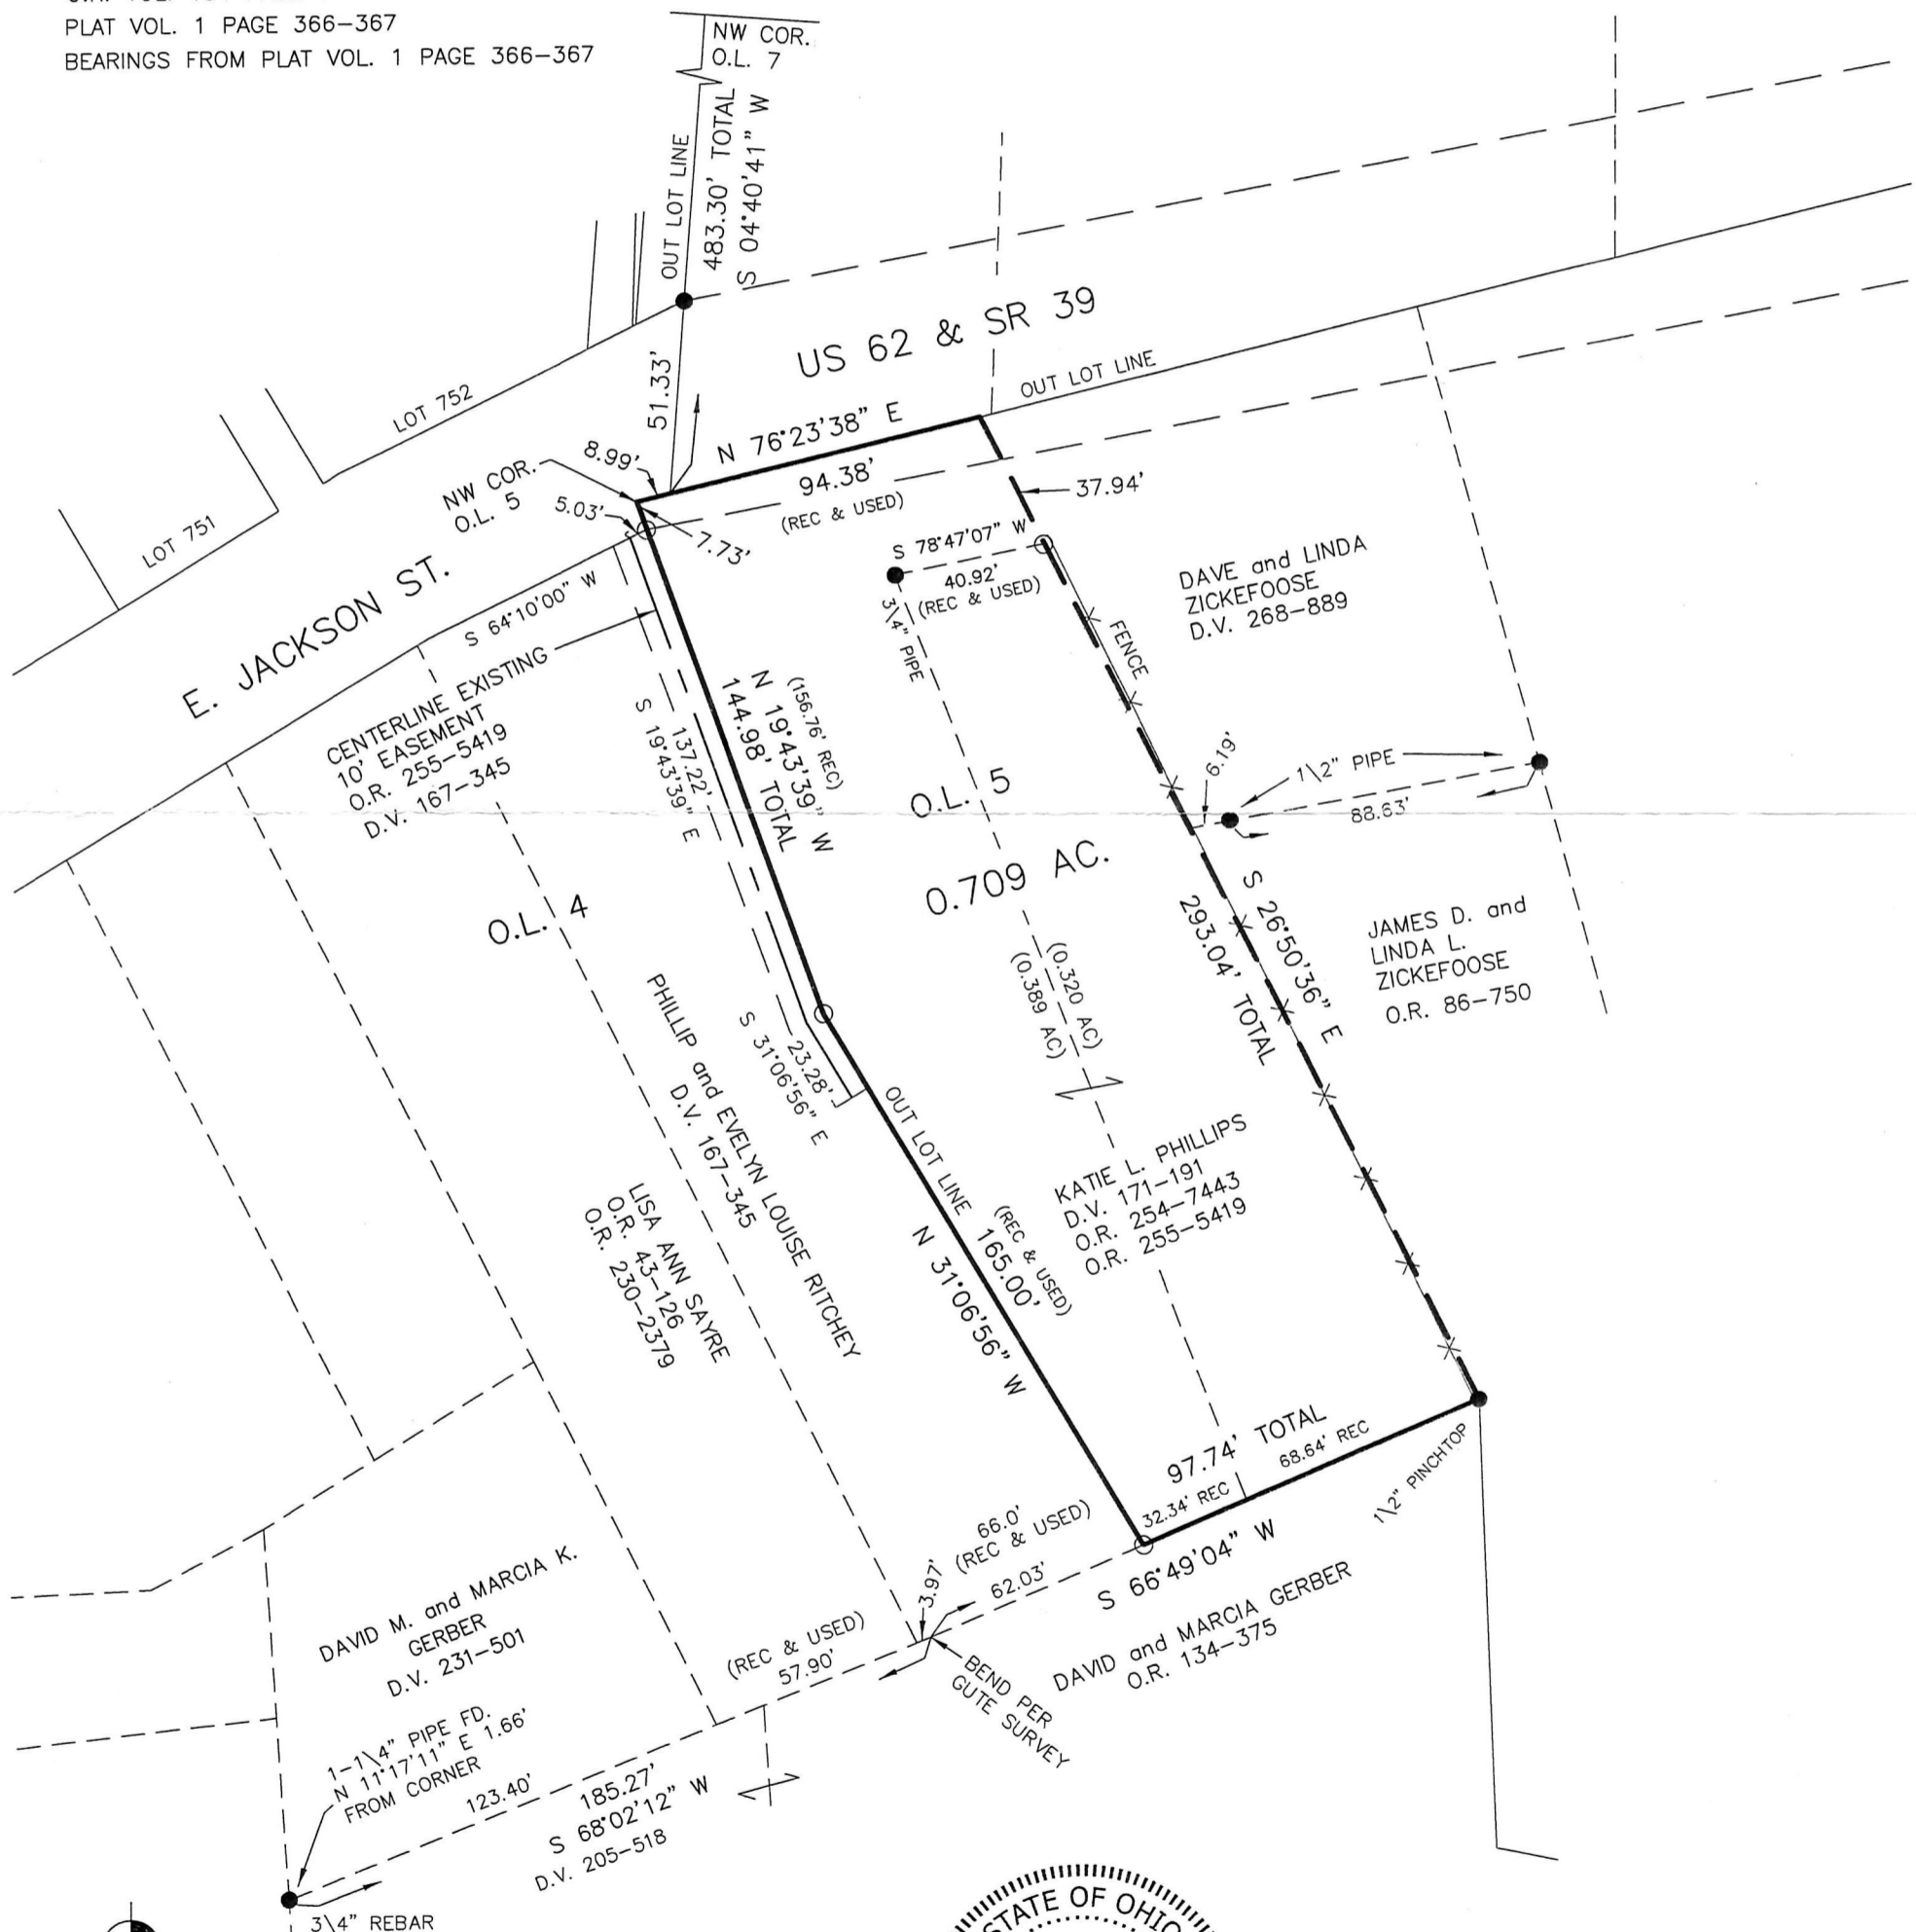 PLAT VOL. 1 PAGE 366-367
BEARINGS FROM PLAT VOL. 1 PAGE 366-367
NW COR.
O.L. 7
OUT LOT LINE
483.30' TOTAL
S 04°40'41" W
US 62 & SR 39
OUT LOT LINE
LOT 752
LOT 751
51.33'
N 76°23'38" E
94.38'
(REC & USED)
8.99'
NW COR.
O.L. 5
5.03'
7.73'
37.94'
S 78°47'07" W
40.92'
(REC & USED)
3\4" PIPE
E. JACKSON ST.
S 64°10'00" W
CENTERLINE EXISTING
10' EASEMENT
O.R. 255-5419
D.V. 167-345
DAVE and LINDA
ZICKEFOOSE
D.V. 268-889
FENCE
(156.76' REC)
N 19°43'39" W
144.98' TOTAL
137.22'
S 19°43'39" E
6.19'
1\2" PIPE
88.63'
O.L. 5
0.709 AC.
O.L. 4
(0.320 AC)
(0.389 AC)
S 26°50'36" E
293.04' TOTAL
JAMES D. and
LINDA L.
ZICKEFOOSE
O.R. 86-750
23.28'
S 31°06'56" E
PHILLIP and EVELYN LOUISE RITCHEY
D.V. 167-345
LISA ANN SAYRE
O.R. 43-126
O.R. 230-2379
OUT LOT LINE
(REC & USED)
165.00'
N 31°06'56" W
KATIE L. PHILLIPS
D.V. 171-191
O.R. 254-7443
O.R. 255-5419
97.74' TOTAL
32.34' REC
68.64' REC
1\2" PINCHTOP
S 66°49'04" W
66.0'
(REC & USED)
62.03'
3.97'
DAVID and MARCIA GERBER
O.R. 134-375
BEND PER
GUTE SURVEY
(REC & USED)
57.90'
DAVID M. and MARCIA K.
GERBER
D.V. 231-501
1-1\4" PIPE FD.
N 11°17'11" E 1.66'
FROM CORNER
123.40'
185.27'
S 68°02'12" W
D.V. 205-518
3\4" REBAR
STATE OF OHIO